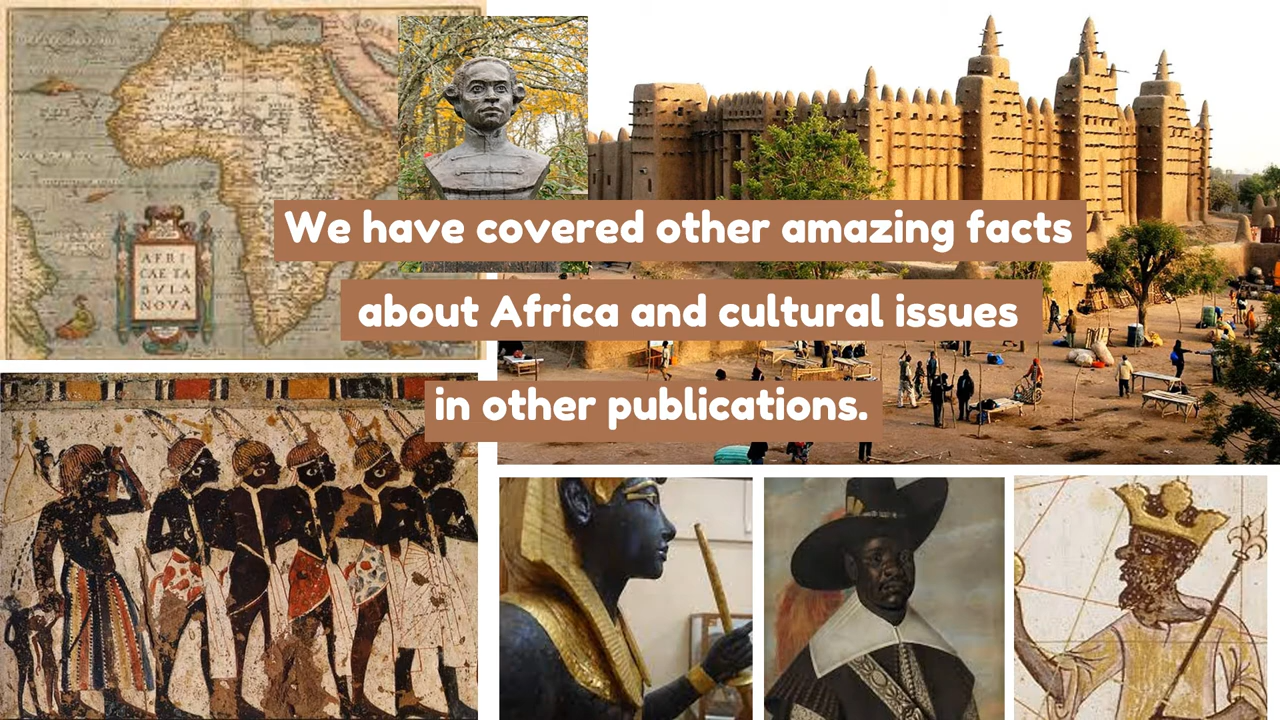 We have covered other amazing facts
about Africa and cultural issues
in other publications.
AFRI
CAE TA
BVLA
NOVA